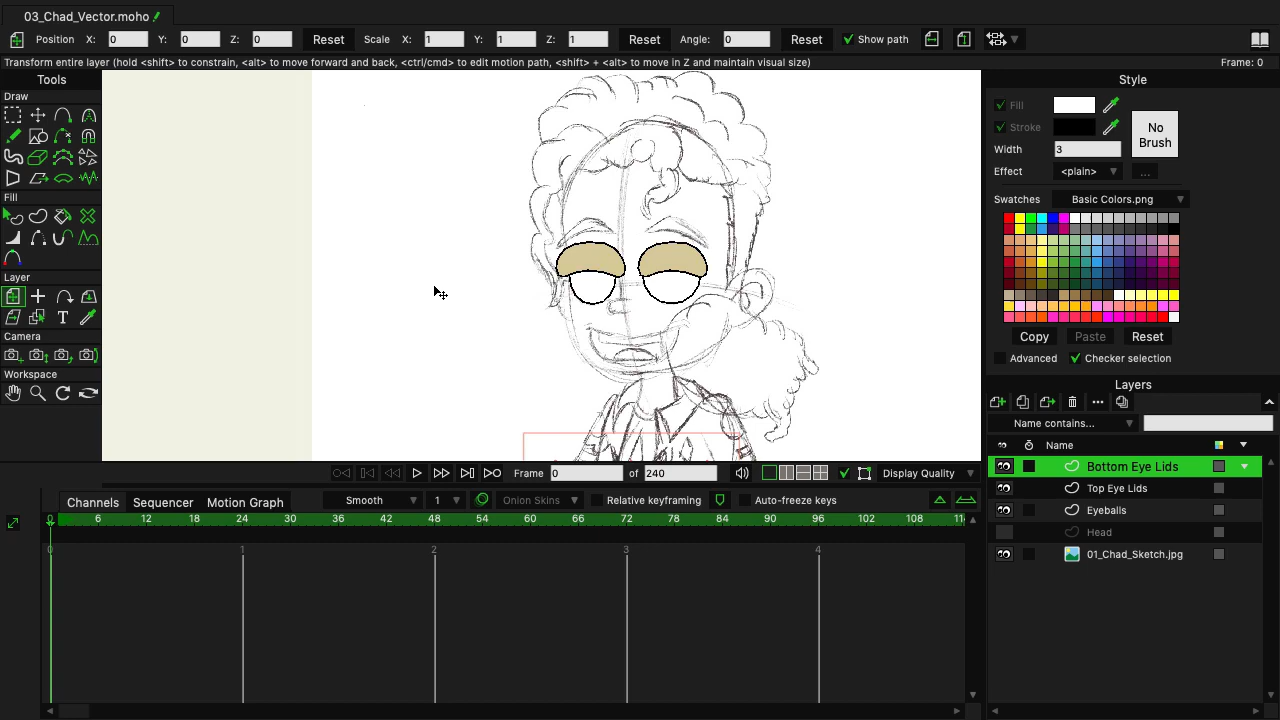 03_Chad_Vector.moho
Position X: 0 Y: 0 Z: 0 Reset Scale X: 1 Y: 1 Z: 1 Reset Angle: 0 Reset Show path
Transform entire layer (hold <shift> to constrain, <alt> to move forward and back, <ctrl/cmd> to edit motion path, <shift> + <alt> to move in Z and maintain visual size) Frame: 0
Tools
Draw
Fill
Layer
T
Camera
Workspace
Style
Fill
Stroke
No Brush
Width 3
Effect <plain> ...
Swatches Basic Colors.png
Copy Paste Reset
Advanced Checker selection
Layers
Name contains...
Name
Bottom Eye Lids
Top Eye Lids
Eyeballs
Head
01_Chad_Sketch.jpg
Frame 0 of 240 Display Quality
Channels Sequencer Motion Graph Smooth 1 Onion Skins Relative keyframing Auto-freeze keys
0 6 12 18 24 30 36 42 48 54 60 66 72 78 84 90 96 102 108
0 1 2 3 4